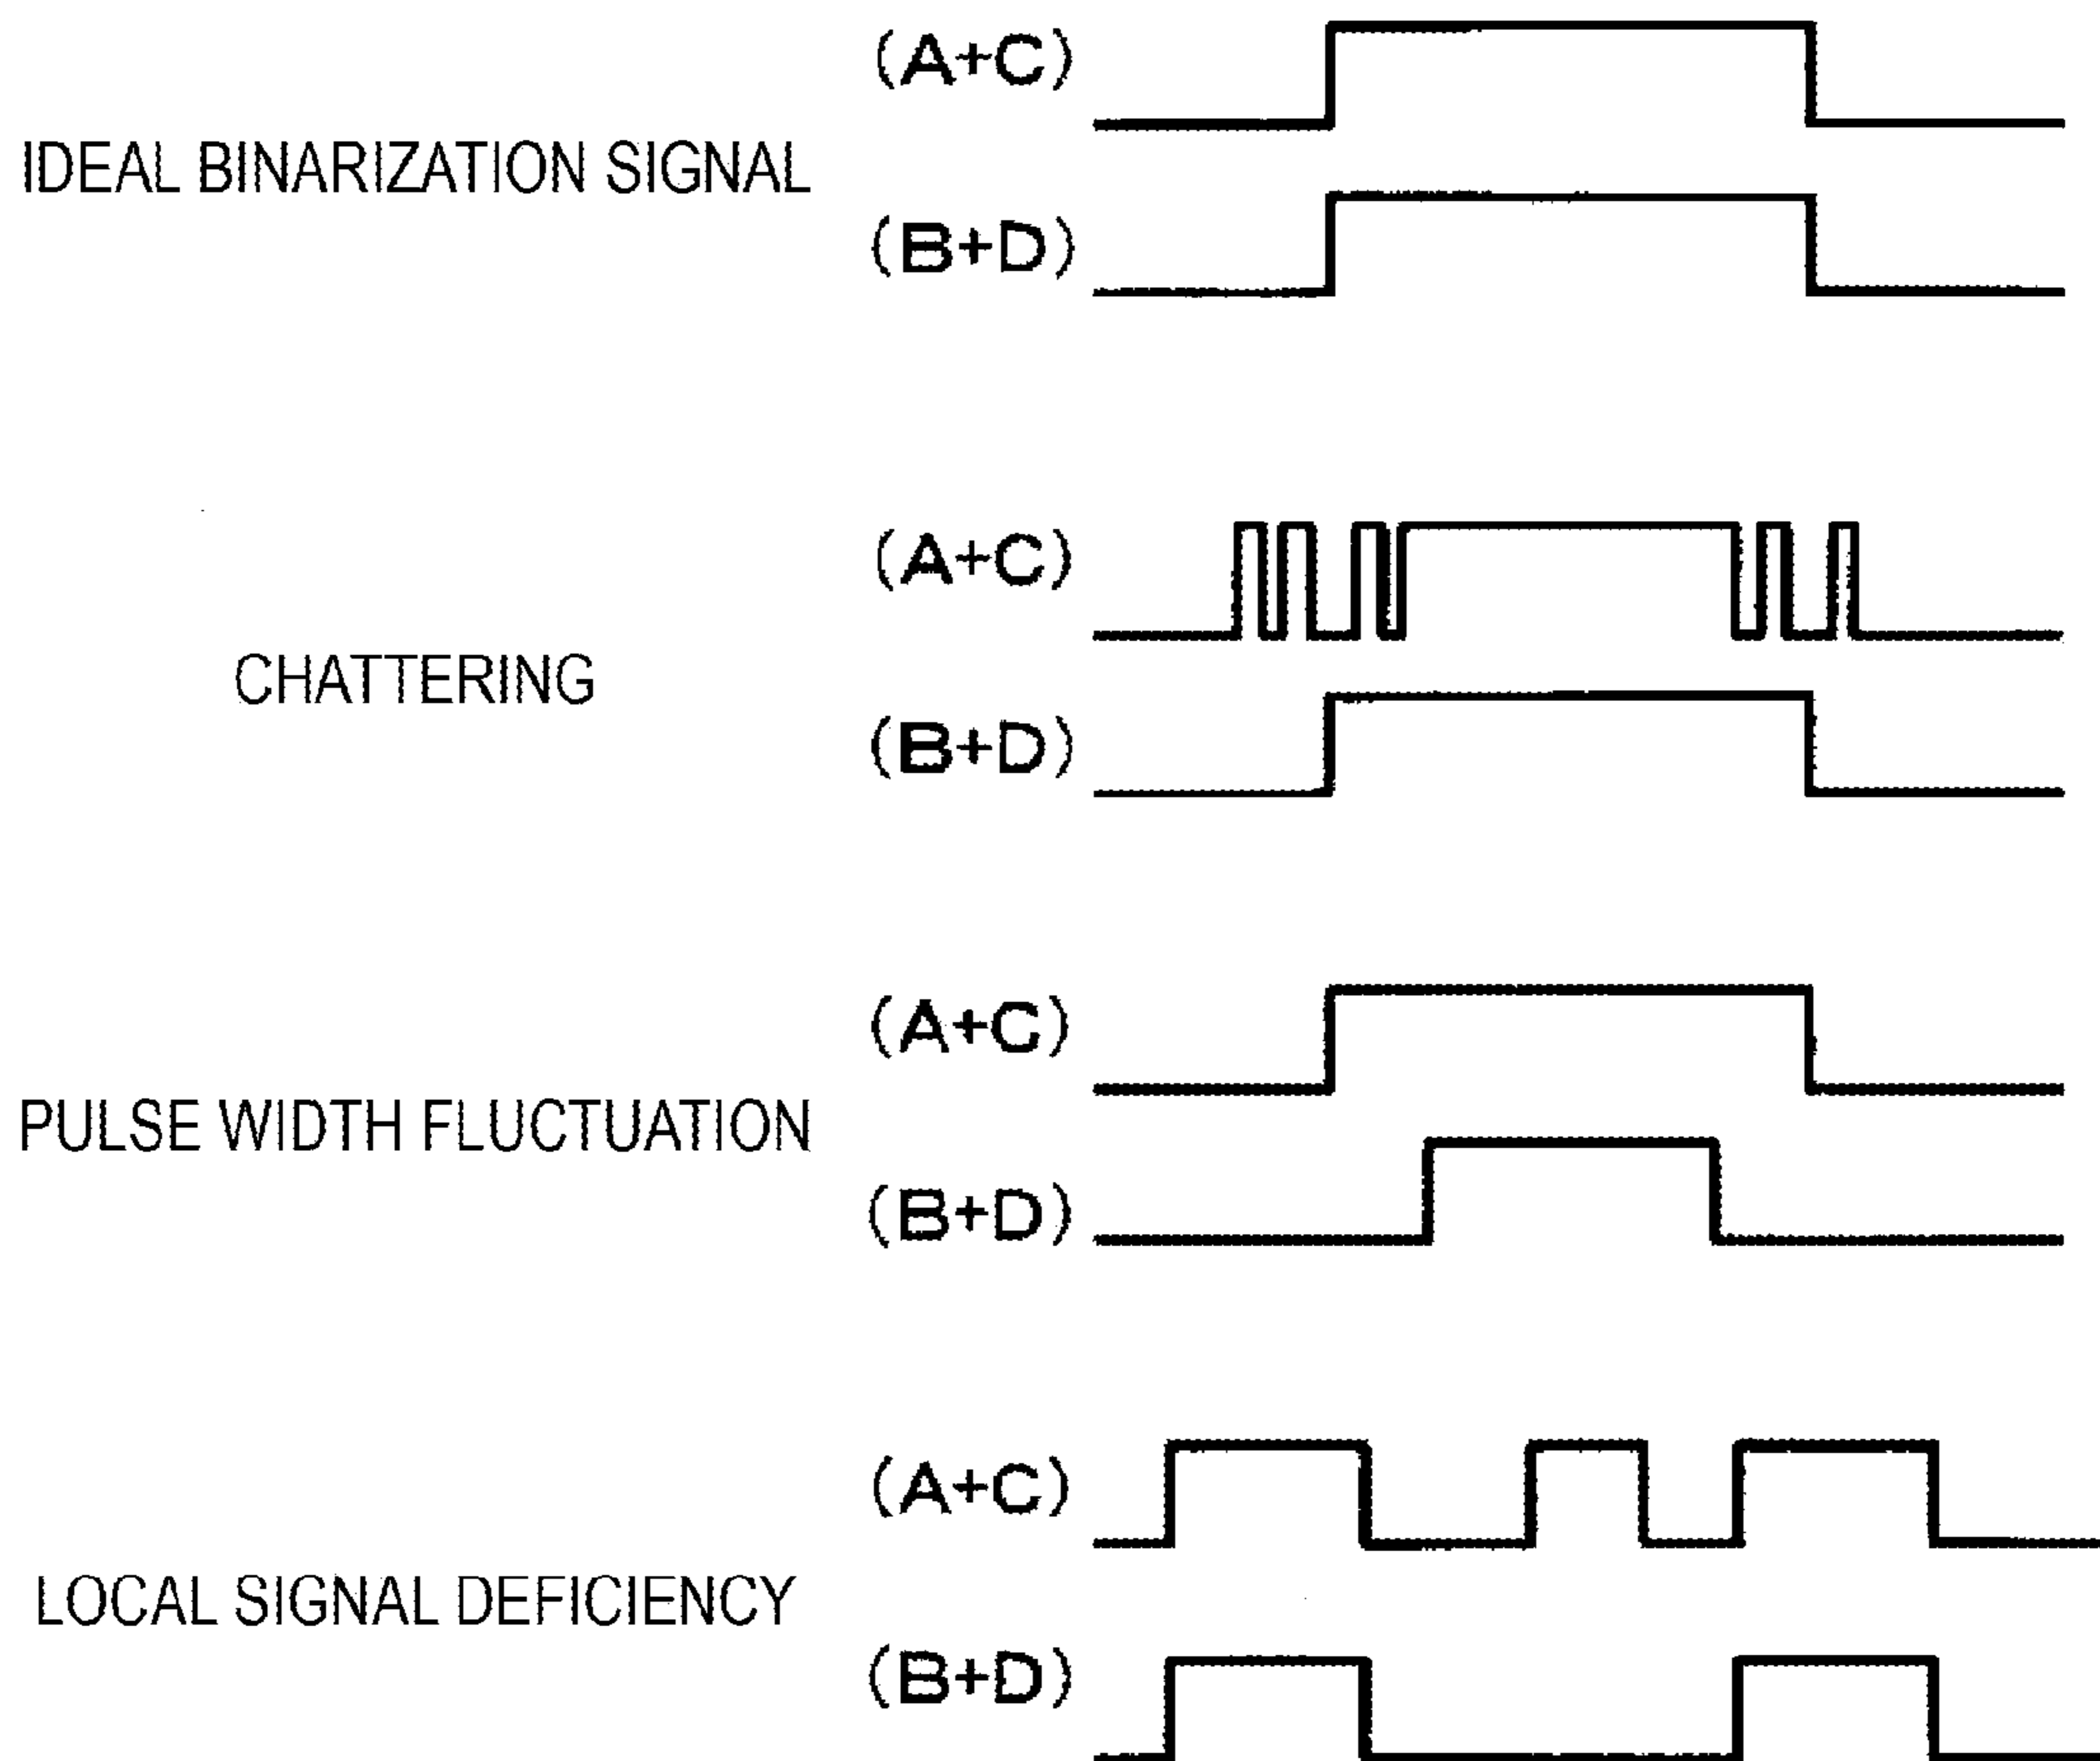 (A+C)
IDEAL BINARIZATION SIGNAL
(B+D)
(A+C)
CHATTERING
(B+D)
(A+C)
PULSE WIDTH FLUCTUATION
(B+D)
(A+C)
LOCAL SIGNAL DEFICIENCY
(B+D)